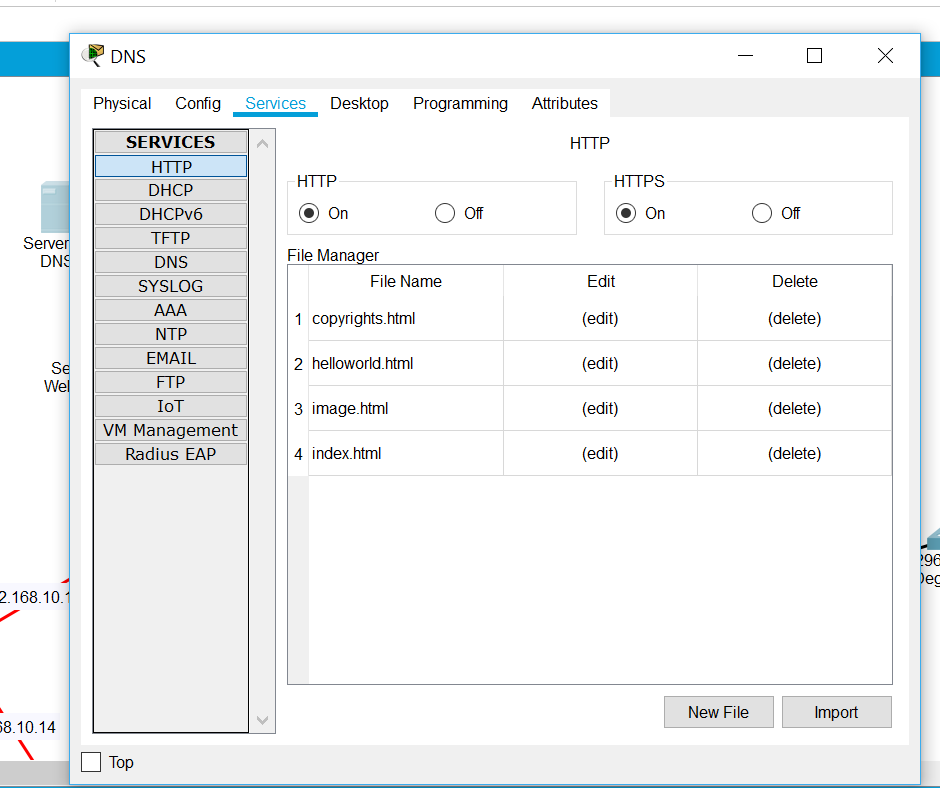 DNS
Physical Config Services Desktop Programming Attributes
SERVICES
HTTP
DHCP
DHCPv6
TFTP
DNS
SYSLOG
AAA
NTP
EMAIL
FTP
IoT
VM Management
Radius EAP
HTTP
HTTP
On Off
HTTPS
On Off
File Manager
File Name Edit Delete
1 copyrights.html (edit) (delete)
2 helloworld.html (edit) (delete)
3 image.html (edit) (delete)
4 index.html (edit) (delete)
New File Import
Top
Server
DNS
Se
Wel
2.168.10.1
68.10.14
296
Deg